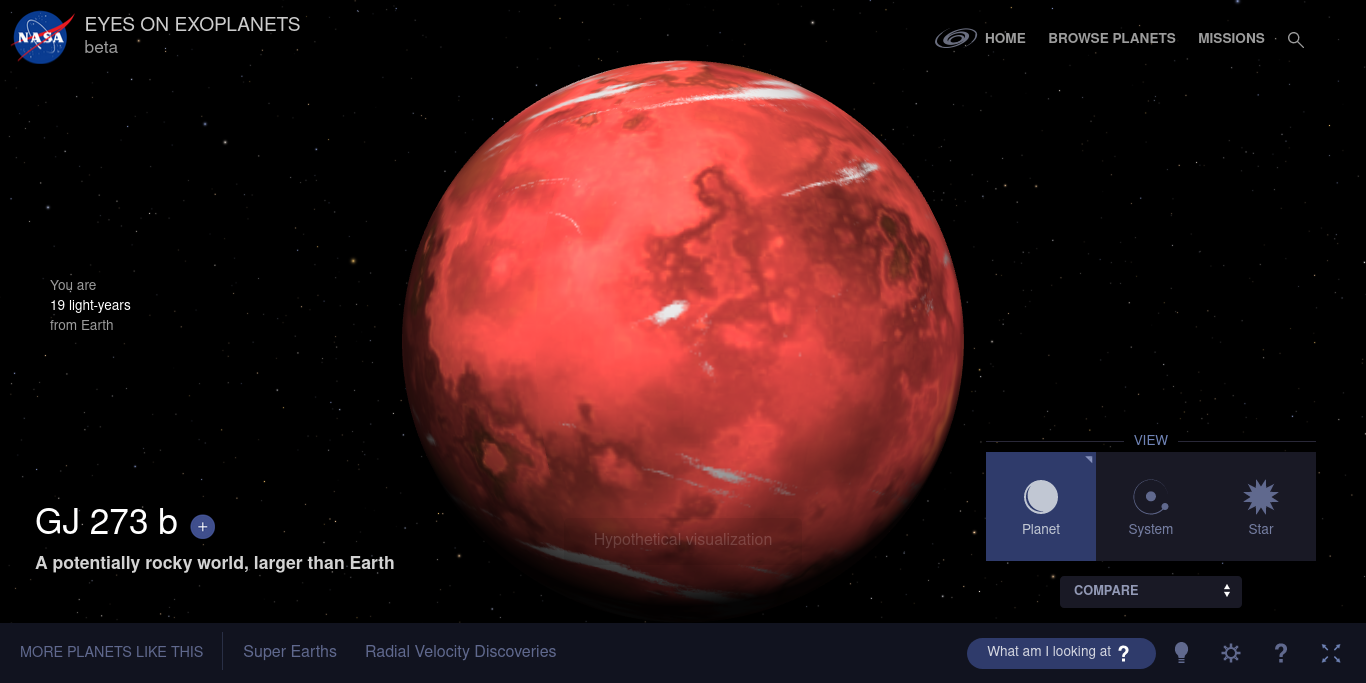 NASA
EYES ON EXOPLANETS
beta
HOME
BROWSE PLANETS
MISSIONS
You are
19 light-years
from Earth
GJ 273 b
+
A potentially rocky world, larger than Earth
Hypothetical visualization
VIEW
Planet
System
Star
COMPARE
MORE PLANETS LIKE THIS
Super Earths
Radial Velocity Discoveries
What am I looking at ?
?